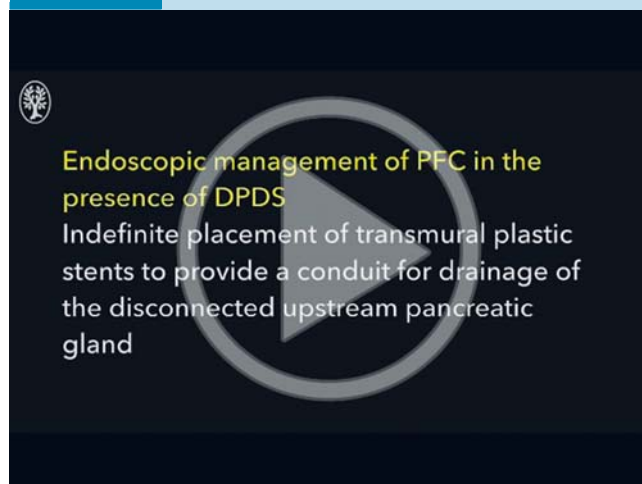 Endoscopic management of PFC in the
presence of DPDS
Indefinite placement of transmural plastic
stents to provide a conduit for drainage of
the disconnected upstream pancreatic
gland